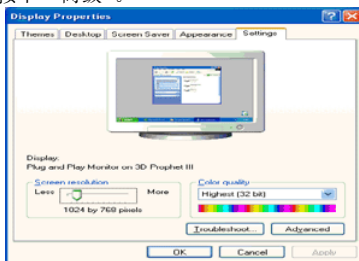 Display Properties
Themes Desktop Screen Saver Appearance Settings
Display:
Plug and Play Monitor on 3D Prophet III
Screen resolution
Less More
1024 by 768 pixels
Color quality
Highest (32 bit)
Troubleshoot... Advanced
OK Cancel Apply